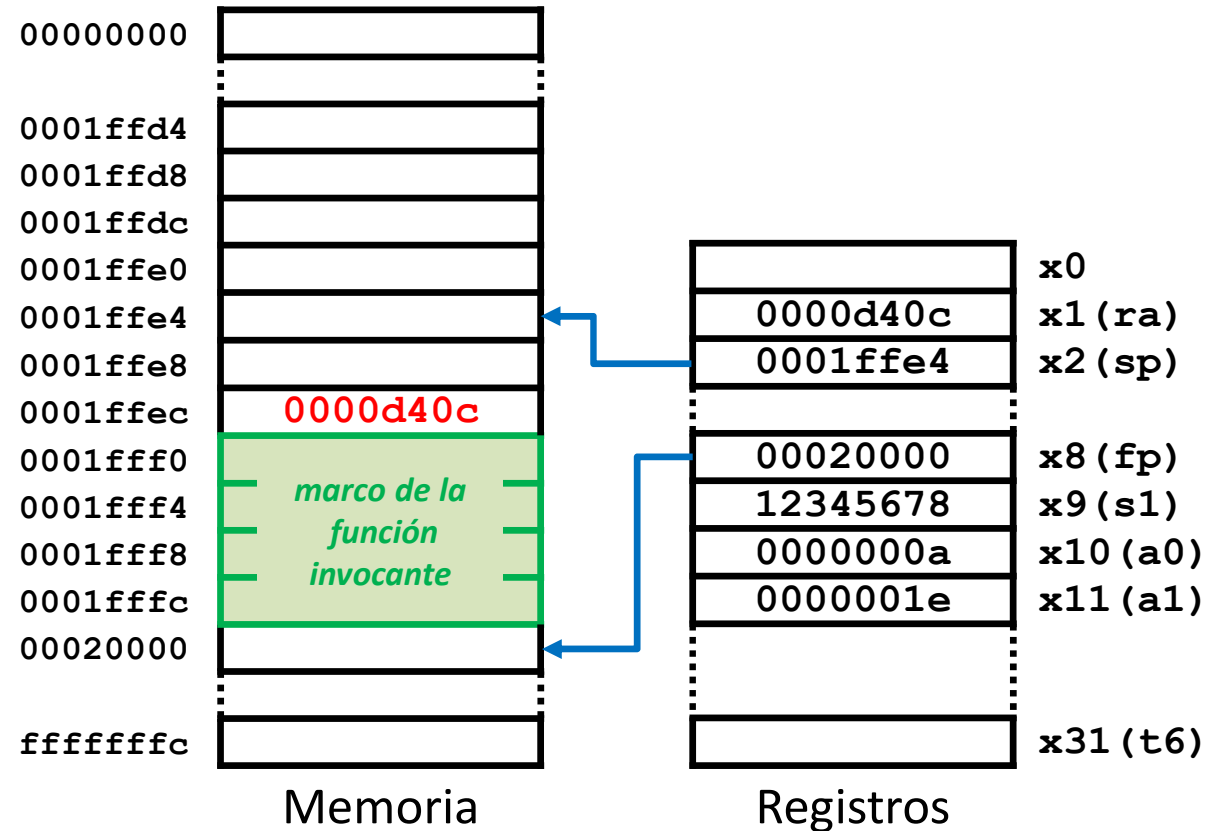 00000000
0001ffd4
0001ffd8
0001ffdc
0001ffe0 x0
0001ffe4 0000d40c x1(ra)
0001ffe8 0001ffe4 x2(sp)
0001ffec 0000d40c
0001fff0 00020000 x8(fp)
0001fff4 marco de la 12345678 x9(s1)
0001fff8 función 0000000a x10(a0)
0001fffc invocante 0000001e x11(a1)
00020000
fffffffc x31(t6)
Memoria Registros